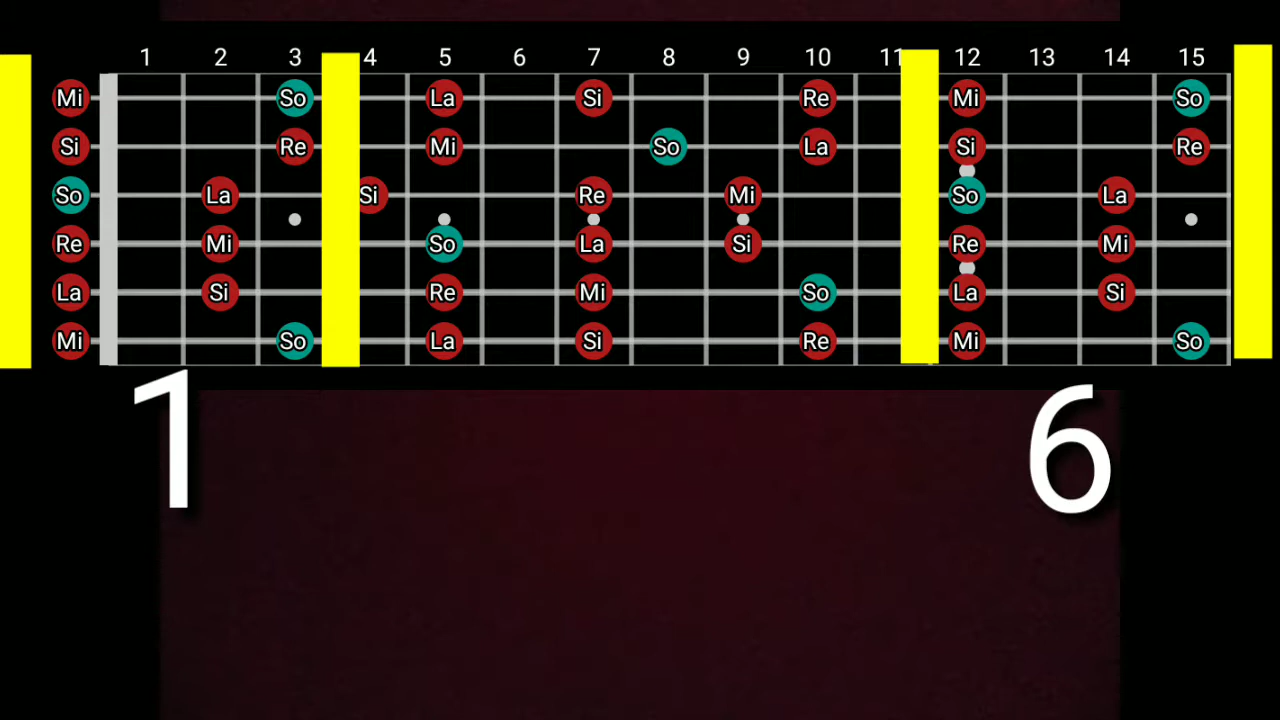 1 2 3 4 5 6 7 8 9 10 11 12 13 14 15
Mi So La Si Re Mi So
Si Re Mi So La Si Re
So La Si Re Mi So La
Re Mi So La Si Re Mi
La Si Re Mi So La Si
Mi So La Si Re Mi So
1 6